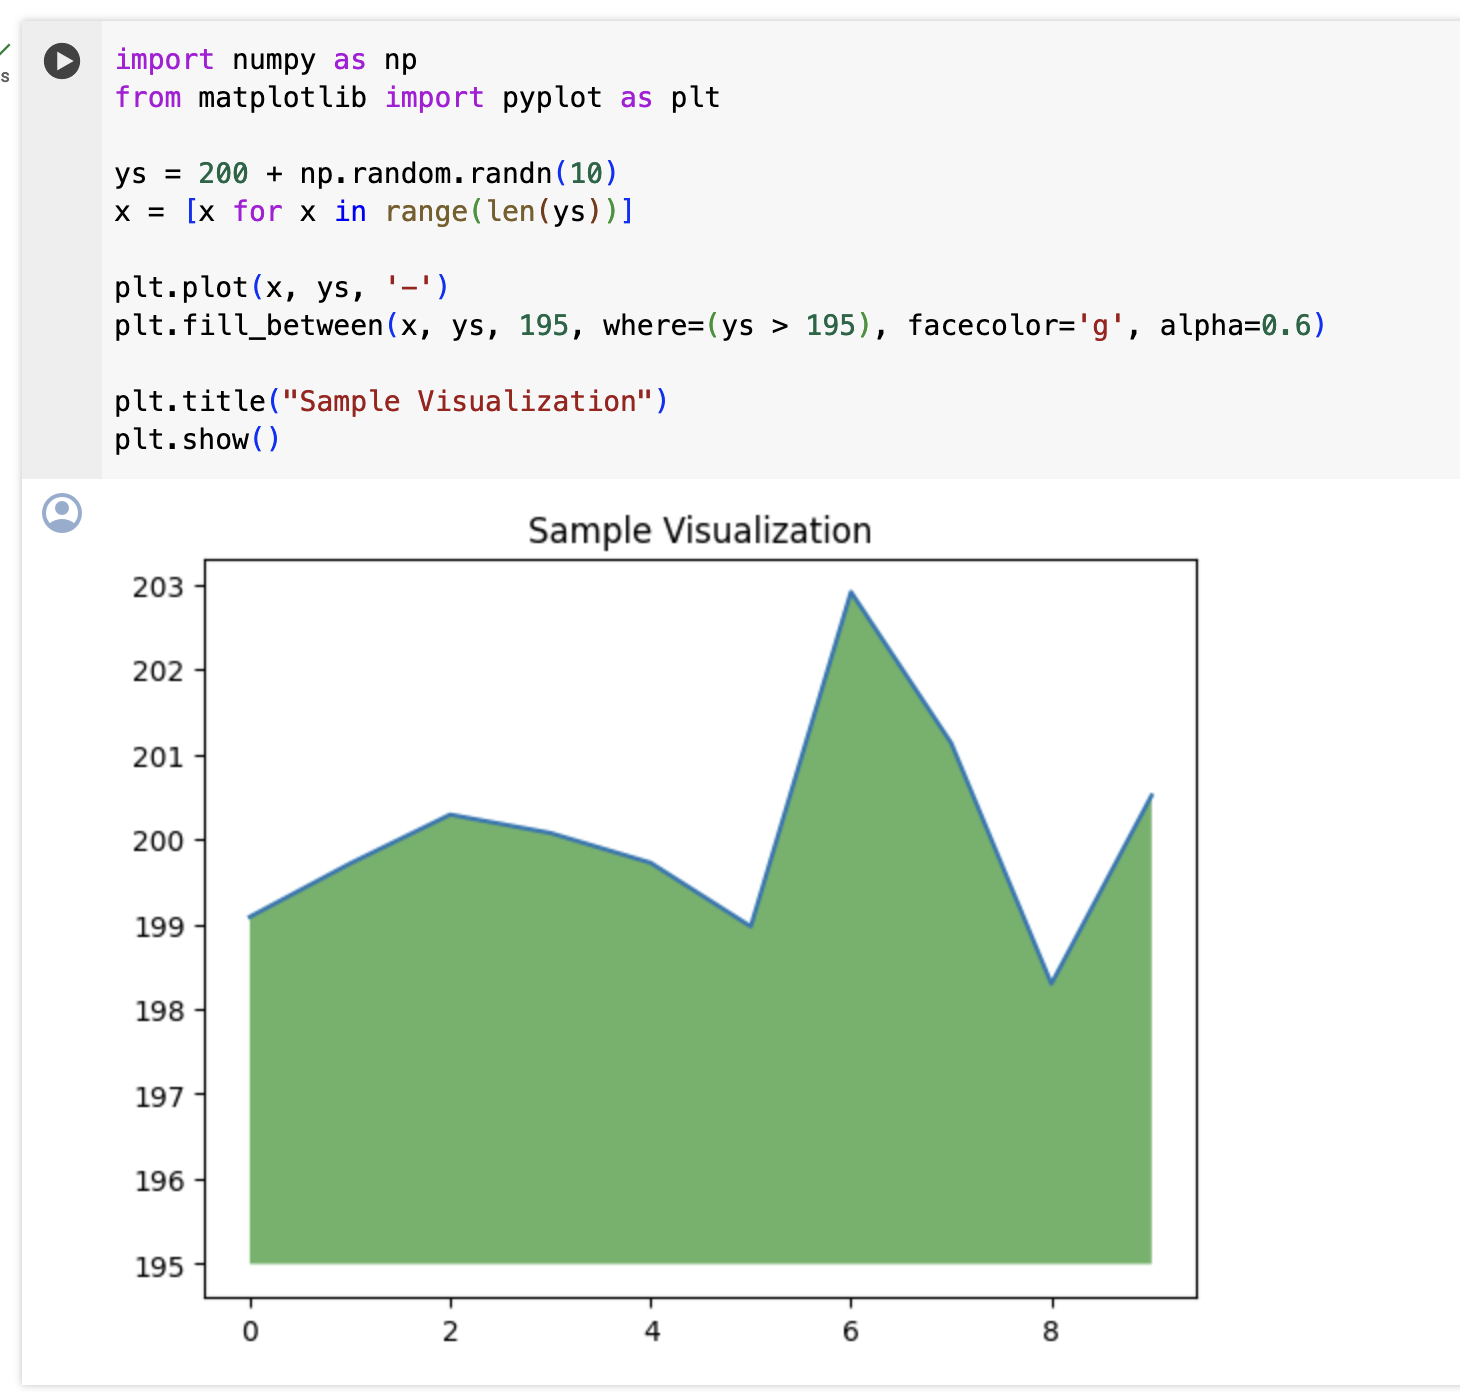 s
import numpy as np
from matplotlib import pyplot as plt
ys = 200 + np.random.randn(10)
x = [x for x in range(len(ys))]
plt.plot(x, ys, '-')
plt.fill_between(x, ys, 195, where=(ys > 195), facecolor='g', alpha=0.6)
plt.title("Sample Visualization")
plt.show()
Sample Visualization
203
202
201
200
199
198
197
196
195
0 2 4 6 8